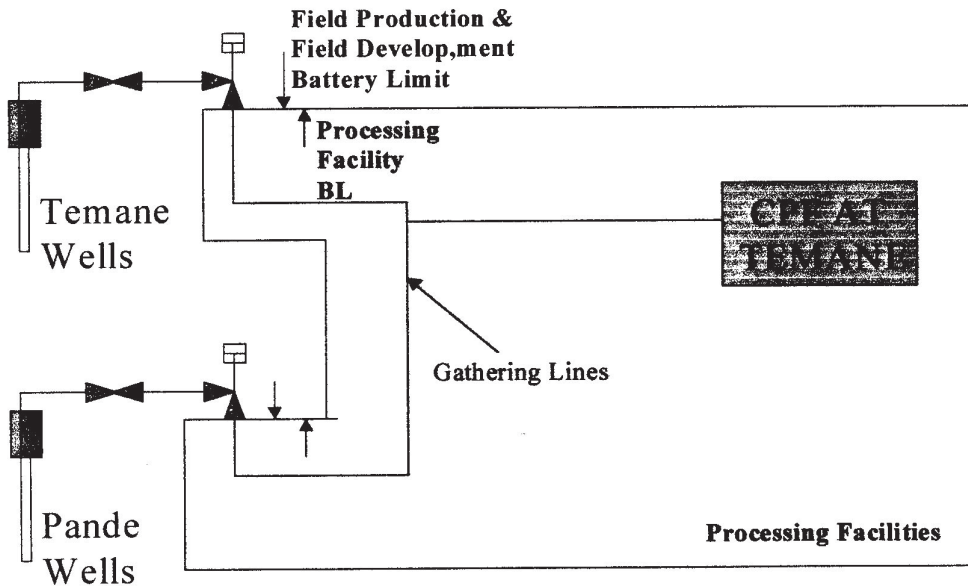 Field Production &
Field Develop,ment
Battery Limit
Processing
Facility
BL
Temane
Wells
CPF AT
TEMANE
Gathering Lines
Pande
Wells
Processing Facilities